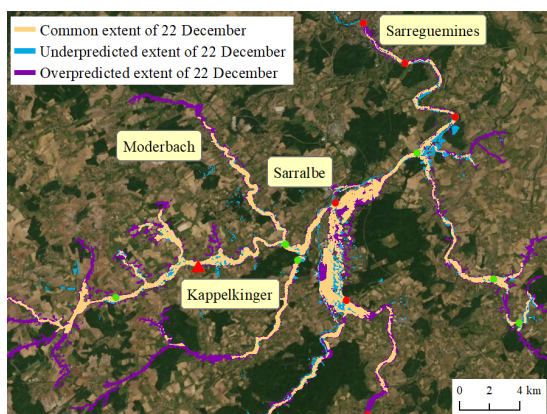 Common extent of 22 December
Underpredicted extent of 22 December
Overpredicted extent of 22 December
Sarreguemines
Moderbach
Sarralbe
Kappelkinger
0 2 4 km